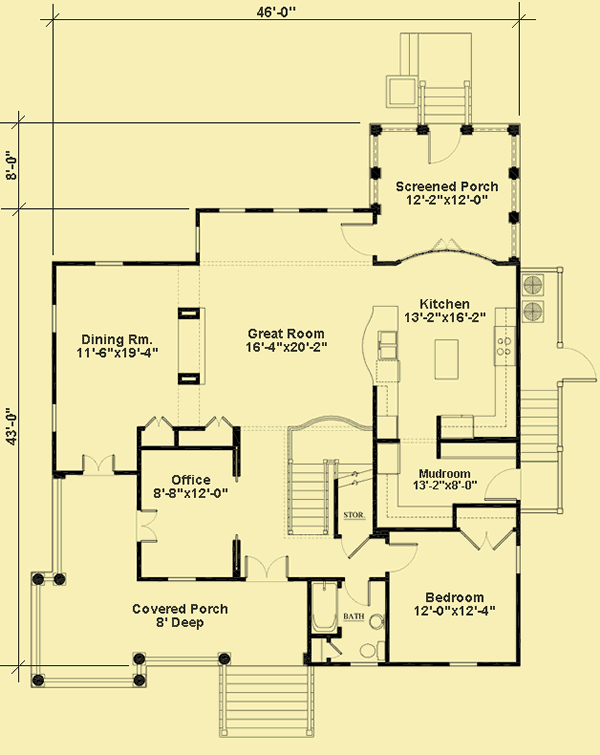 46'-0"
8'-0"
Screened Porch
12'-2"x12'-0"
Kitchen
13'-2"x16'-2"
Dining Rm.
11'-6"x19'-4"
Great Room
16'-4"x20'-2"
43'-0"
Office
8'-8"x12'-0"
Mudroom
13'-2"x8'-0"
STOR.
Bedroom
12'-0"x12'-4"
Covered Porch
8' Deep
BATH